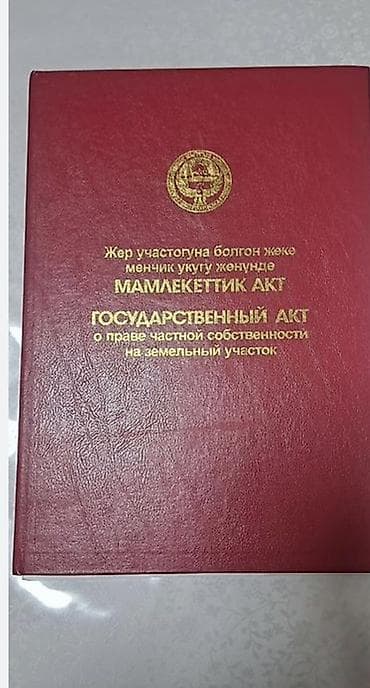 Жер участогуна болгон жеке
менчик укугу жөнүндө
МАМЛЕКЕТТИК АКТ
ГОСУДАРСТВЕННЫЙ АКТ
о праве частной собственности
на земельный участок